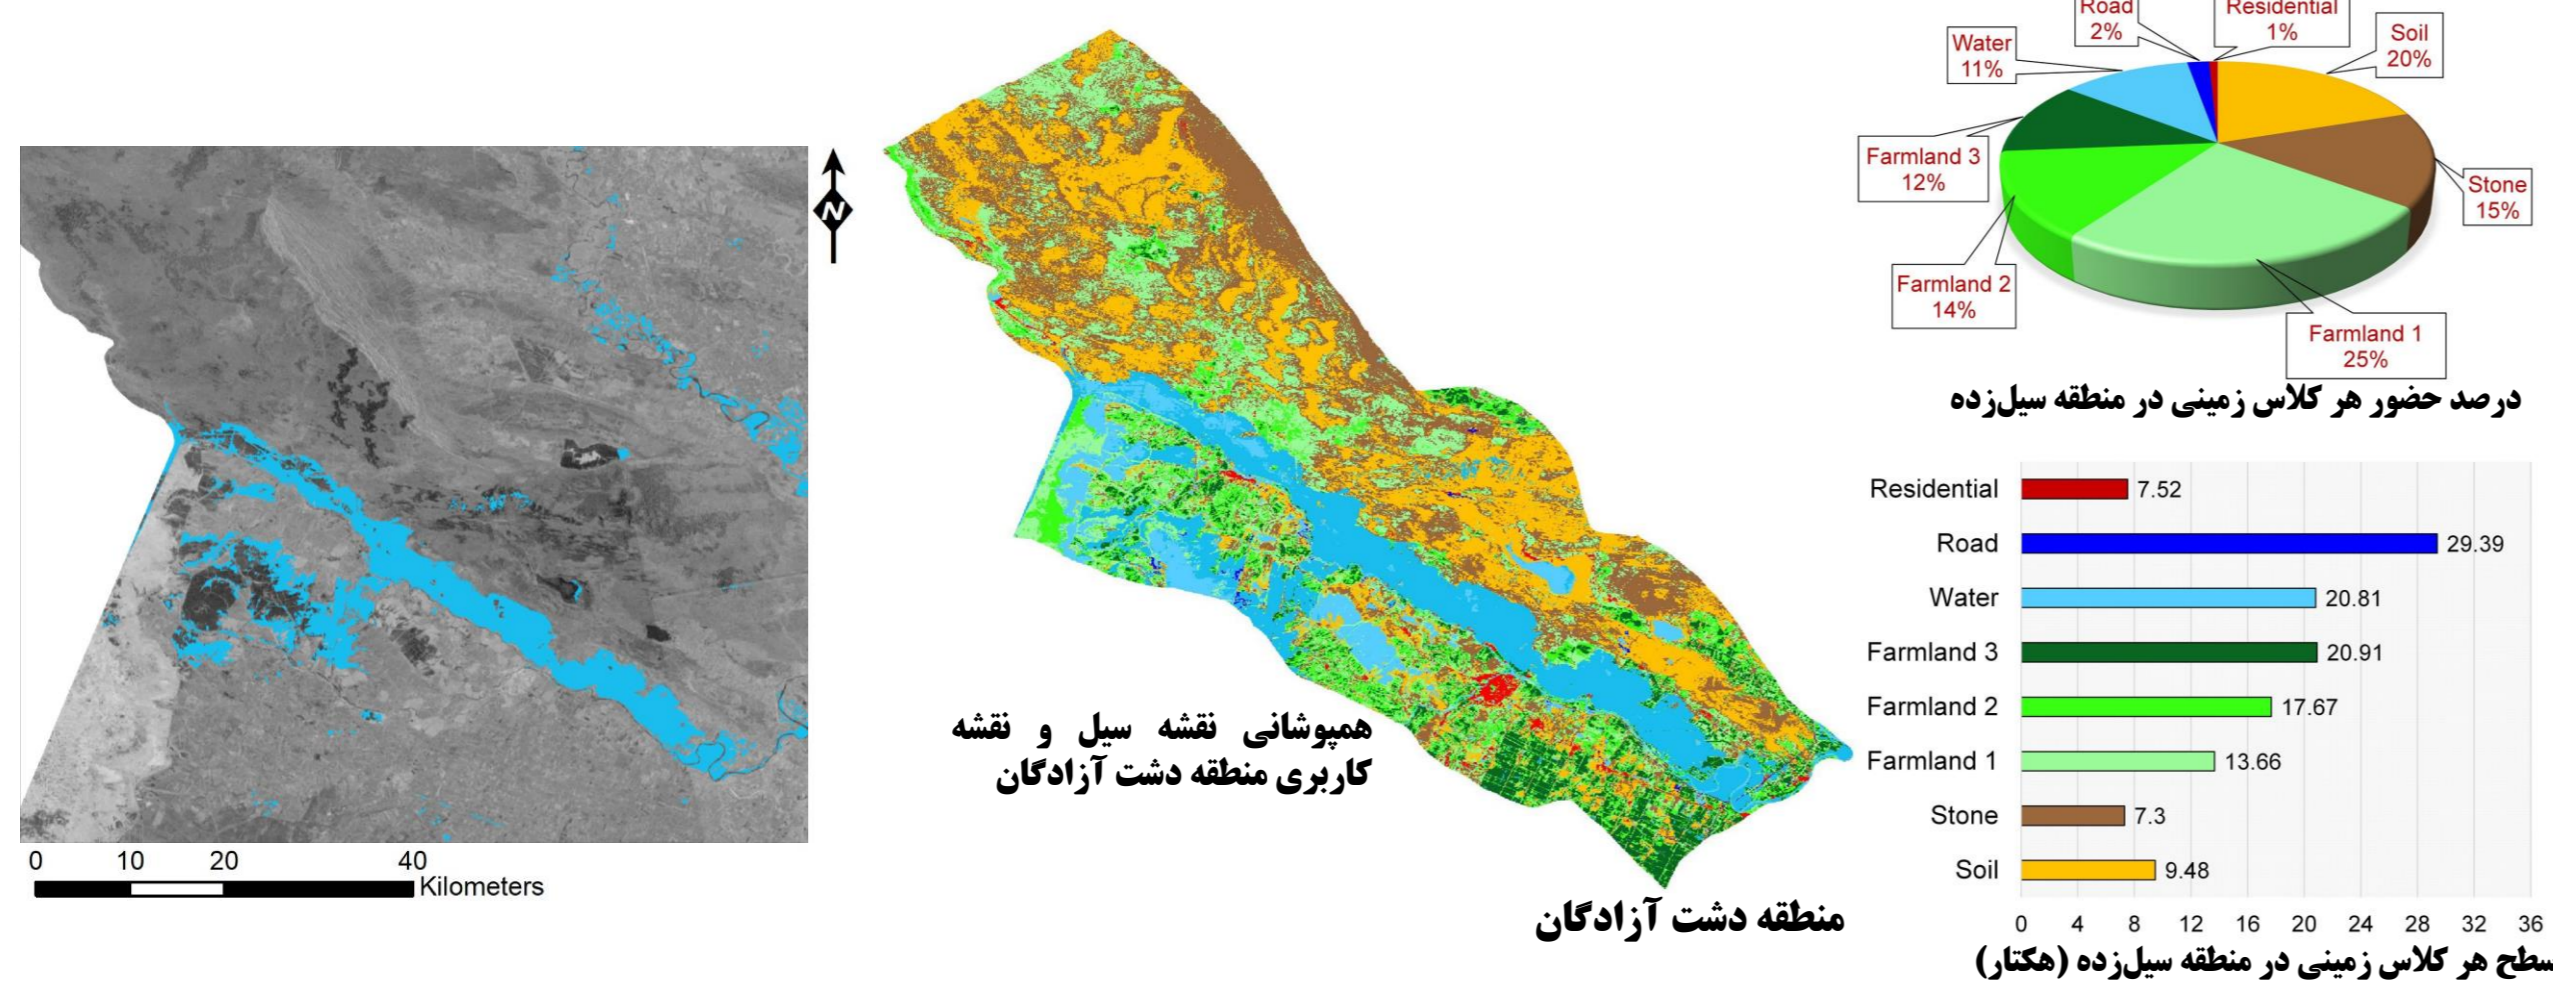 Road
2%
Residential
1%
Water
11%
Soil
20%
Farmland 3
12%
Stone
15%
Farmland 2
14%
Farmland 1
25%
درصد حضور هر کلاس زمینی در منطقه سیل‌زده
N
0 10 20 40
Kilometers
همپوشانی نقشه سیل و نقشه
کاربری منطقه دشت آزادگان
منطقه دشت آزادگان
Residential 7.52
Road 29.39
Water 20.81
Farmland 3 20.91
Farmland 2 17.67
Farmland 1 13.66
Stone 7.3
Soil 9.48
0 4 8 12 16 20 24 28 32 36
سطح هر کلاس زمینی در منطقه سیل‌زده (هکتار)